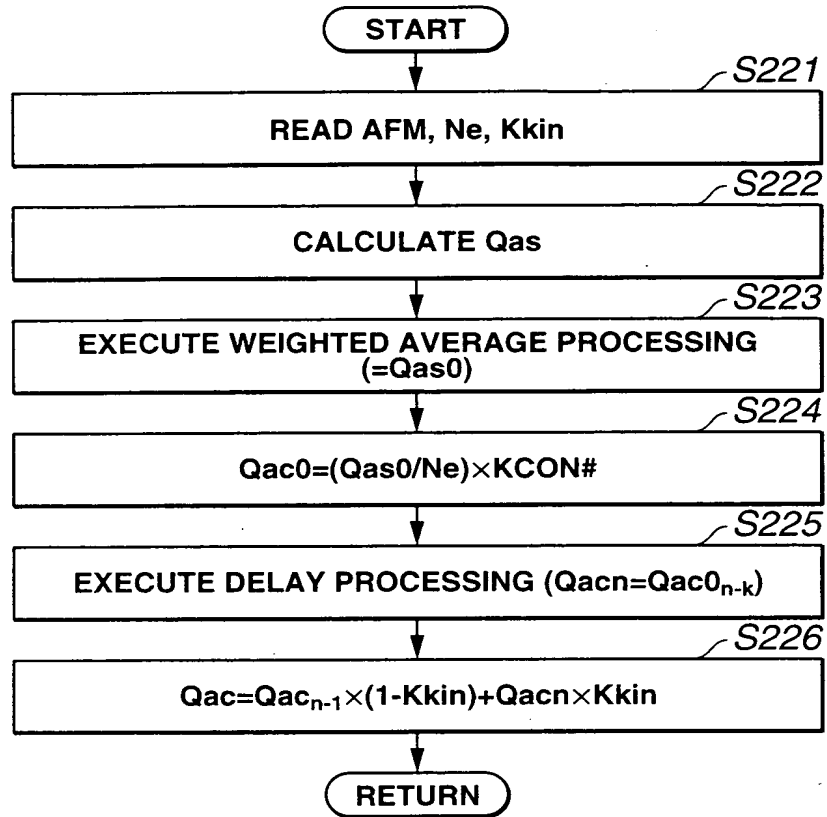 START
S221
READ AFM, Ne, Kkin
S222
CALCULATE Qas
S223
EXECUTE WEIGHTED AVERAGE PROCESSING
(=Qas0)
S224
Qac0=(Qas0/Ne)×KCON#
S225
EXECUTE DELAY PROCESSING (Qacn=Qac0n-k)
S226
Qac=Qacn-1×(1-Kkin)+Qacn×Kkin
RETURN